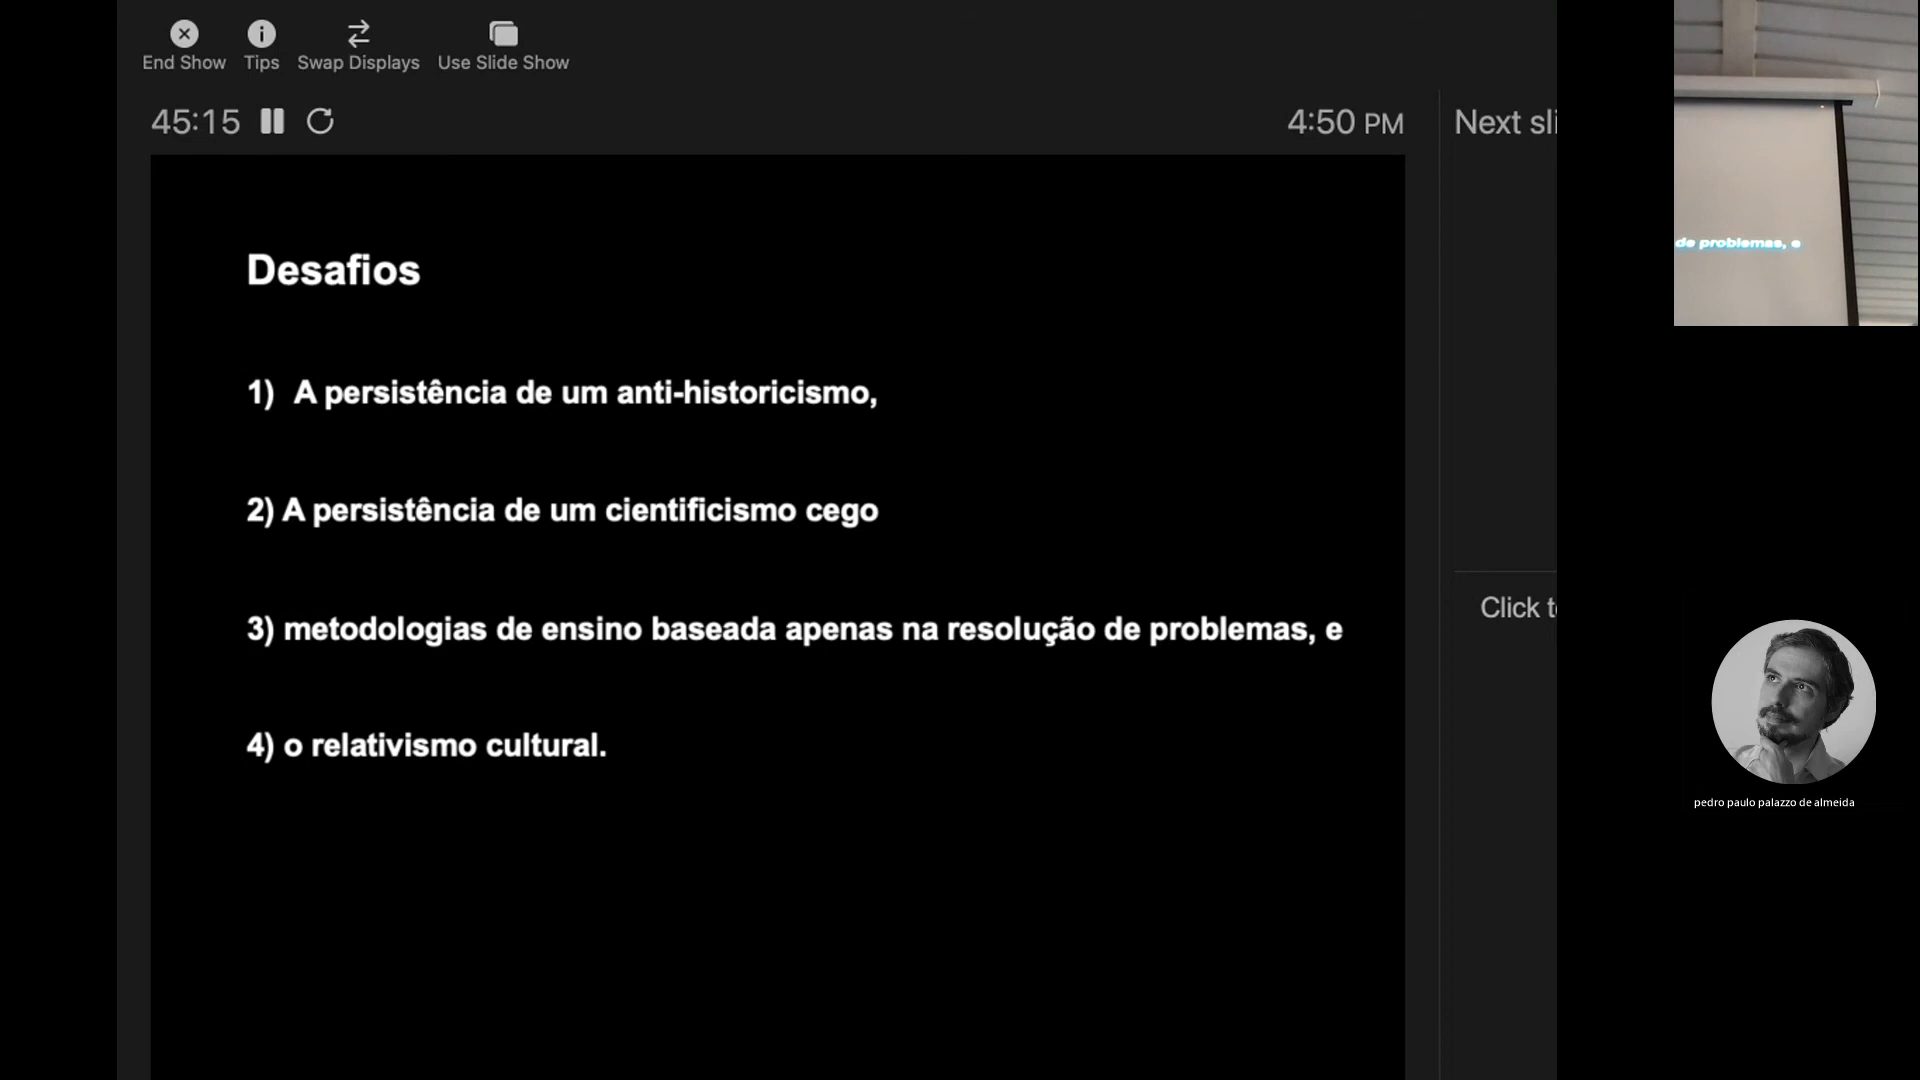 End Show Tips Swap Displays Use Slide Show
45:15 4:50 PM Next sli
Desafios
1) A persistência de um anti-historicismo,
2) A persistência de um cientificismo cego
3) metodologias de ensino baseada apenas na resolução de problemas, e
4) o relativismo cultural.
Click t
de problemas, e
pedro paulo palazzo de almeida